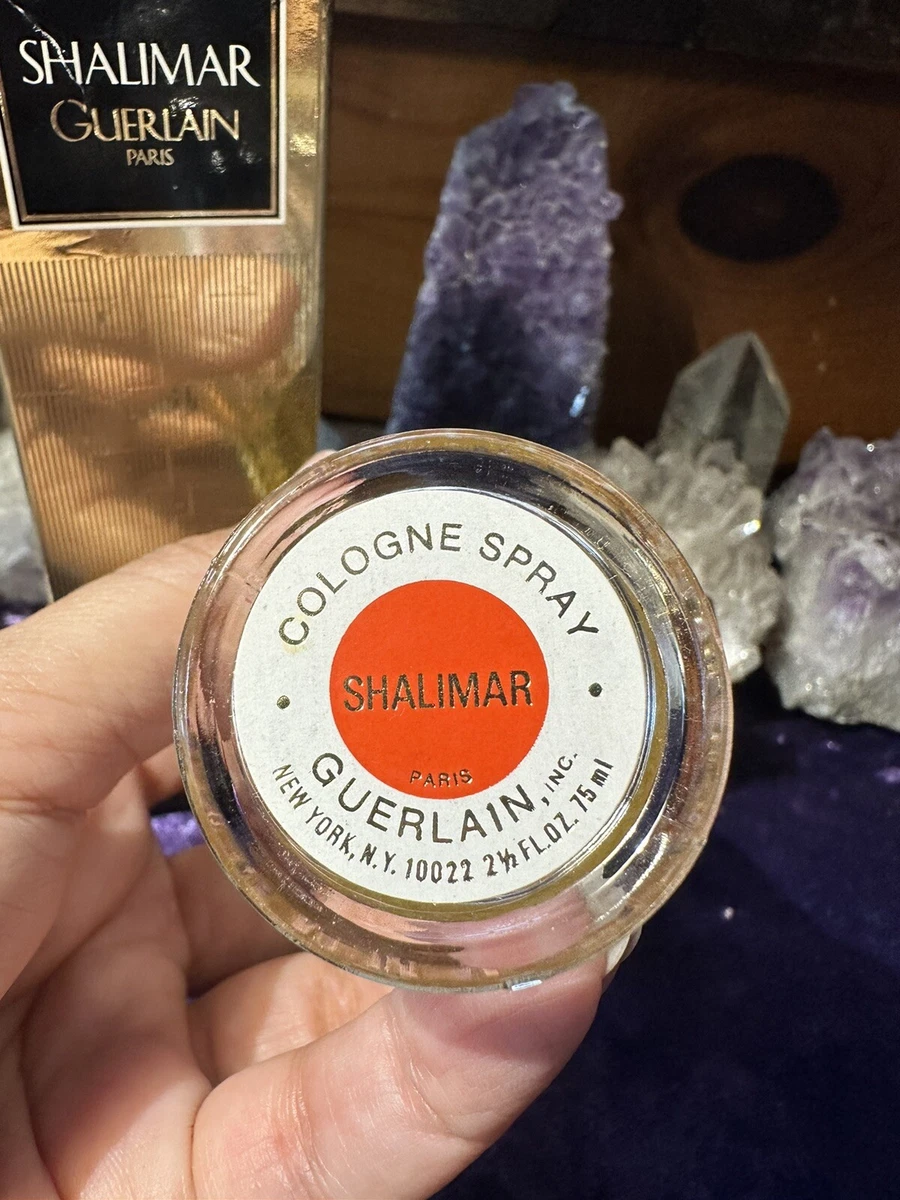 SHALIMAR
GUERLAIN
PARIS
COLOGNE SPRAY
SHALIMAR
PARIS
GUERLAIN, INC.
NEW YORK, N.Y. 10022 2½ FL.OZ. 75 ml